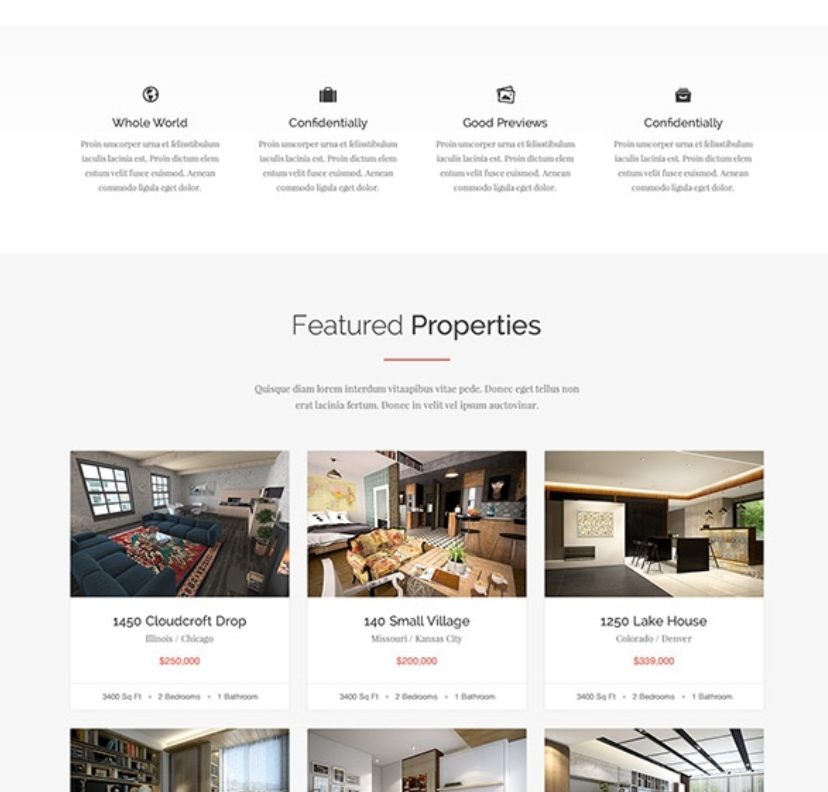 Whole World
Proin umcorper urna et felisstibulum
iaculis lacinia est. Proin dictum elem
entum velit fusce euismod. Aenean
commodo ligula eget dolor.
Confidentially
Proin umcorper urna et felisstibulum
iaculis lacinia est. Proin dictum elem
entum velit fusce euismod. Aenean
commodo ligula eget dolor.
Good Previews
Proin umcorper urna et felisstibulum
iaculis lacinia est. Proin dictum elem
entum velit fusce euismod. Aenean
commodo ligula eget dolor.
Confidentially
Proin umcorper urna et felisstibulum
iaculis lacinia est. Proin dictum elem
entum velit fusce euismod. Aenean
commodo ligula eget dolor.
Featured Properties
Quisque diam lorem interdum vitaapibus vitae pede. Donec eget tellus non
erat lacinia fertum. Donec in velit vel ipsum auctovinar.
1450 Cloudcroft Drop
Illinois / Chicago
$250,000
3400 Sq Ft • 2 Bedrooms • 1 Bathroom
140 Small Village
Missouri / Kansas City
$200,000
3400 Sq Ft • 2 Bedrooms • 1 Bathroom
1250 Lake House
Colorado / Denver
$339,000
3400 Sq Ft • 2 Bedrooms • 1 Bathroom